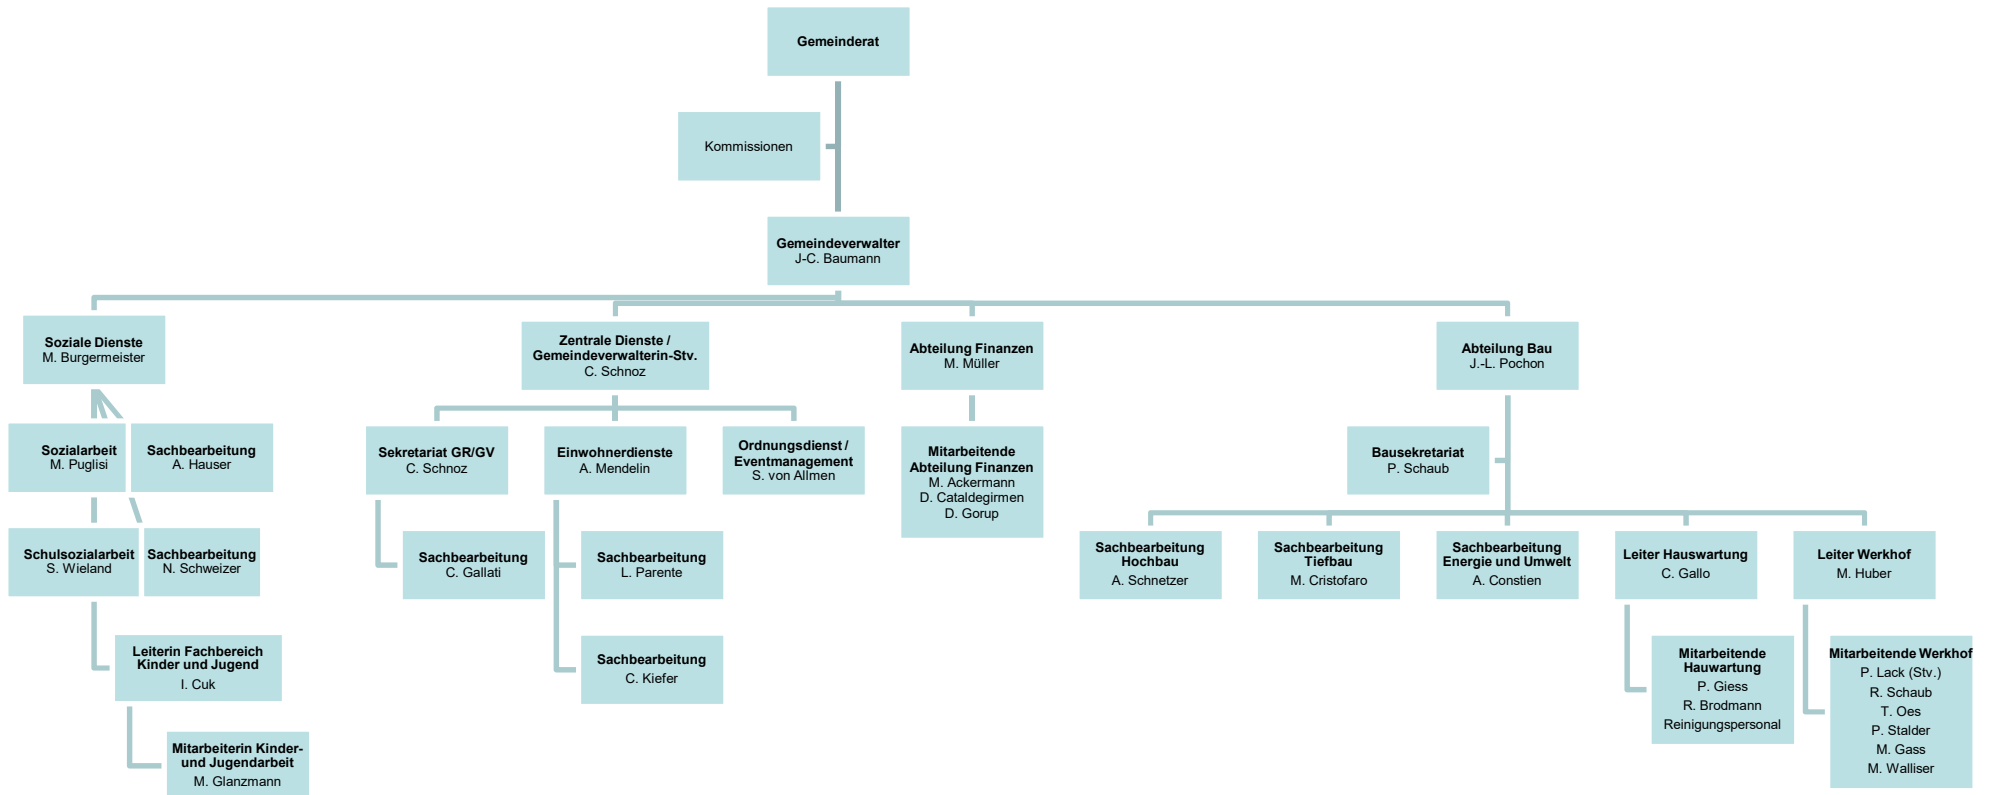 Gemeinderat
Kommissionen
Gemeindeverwalter
J-C. Baumann
Soziale Dienste
M. Burgermeister
Zentrale Dienste /
Gemeindeverwalterin-Stv.
C. Schnoz
Abteilung Finanzen
M. Müller
Abteilung Bau
J.-L. Pochon
Sozialarbeit
M. Puglisi
Sachbearbeitung
A. Hauser
Sekretariat GR/GV
C. Schnoz
Einwohnerdienste
A. Mendelin
Ordnungsdienst /
Eventmanagement
S. von Allmen
Mitarbeitende
Abteilung Finanzen
M. Ackermann
D. Cataldegirmen
D. Gorup
Bausekretariat
P. Schaub
Schulsozialarbeit
S. Wieland
Sachbearbeitung
N. Schweizer
Sachbearbeitung
C. Gallati
Sachbearbeitung
L. Parente
Sachbearbeitung
Hochbau
A. Schnetzer
Sachbearbeitung
Tiefbau
M. Cristofaro
Sachbearbeitung
Energie und Umwelt
A. Constien
Leiter Hauswartung
C. Gallo
Leiter Werkhof
M. Huber
Leiterin Fachbereich
Kinder und Jugend
I. Cuk
Sachbearbeitung
C. Kiefer
Mitarbeitende
Hauwartung
P. Giess
R. Brodmann
Reinigungspersonal
Mitarbeitende Werkhof
P. Lack (Stv.)
R. Schaub
T. Oes
P. Stalder
M. Gass
M. Walliser
Mitarbeiterin Kinder-
und Jugendarbeit
M. Glanzmann